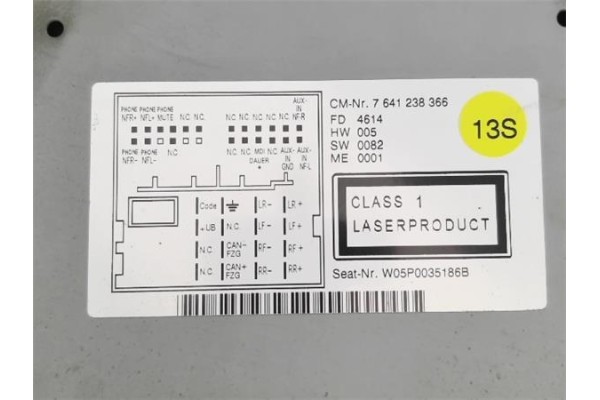 CM-Nr. 7 641 238 366
FD 4614
HW 005
SW 0082
ME 0001
13S
CLASS 1
LASERPRODUCT
Seat-Nr. W05P0035186B
PHONE PHONE PHONE
NFR+ NFL+ MUTE N.C. N.C.
PHONE PHONE
NFR- NFL- N.C.
AUX-
IN
N.C. N.C. N.C. N.C. N.C. NF-R
N.C. N.C. MDI N.C. AUX- AUX-
DAUER IN IN
+ GND NF-L
Code LR- LR+
+UB N.C. LF- LF+
N.C. CAN- FZG RF- RF+
N.C. CAN+ FZG RR- RR+